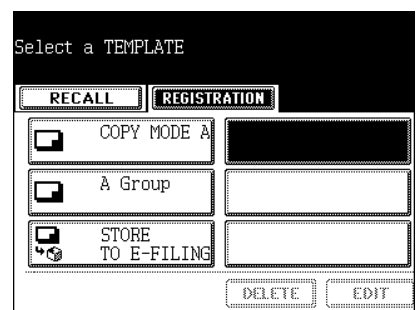 Select a TEMPLATE
RECALL REGISTRATION
COPY MODE A
A Group
STORE
TO E-FILING
DELETE EDIT